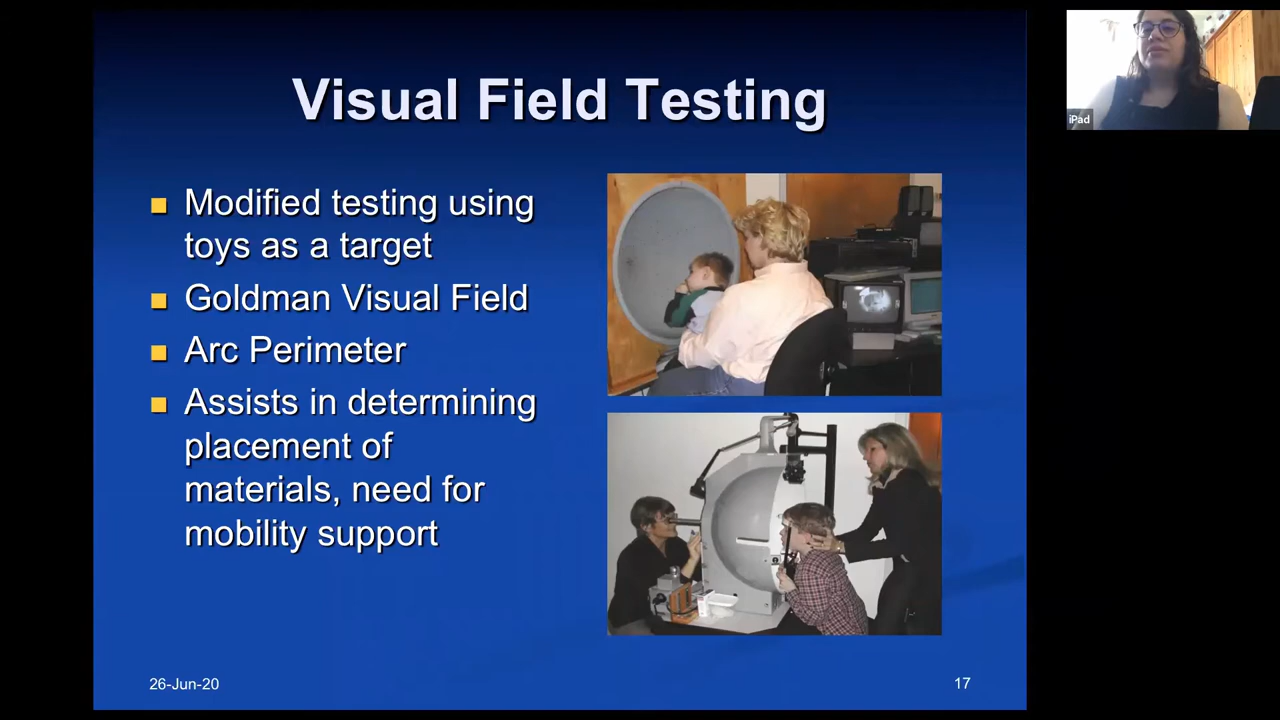 Visual Field Testing
Modified testing using
toys as a target
Goldman Visual Field
Arc Perimeter
Assists in determining
placement of
materials, need for
mobility support
26-Jun-20
17
iPad